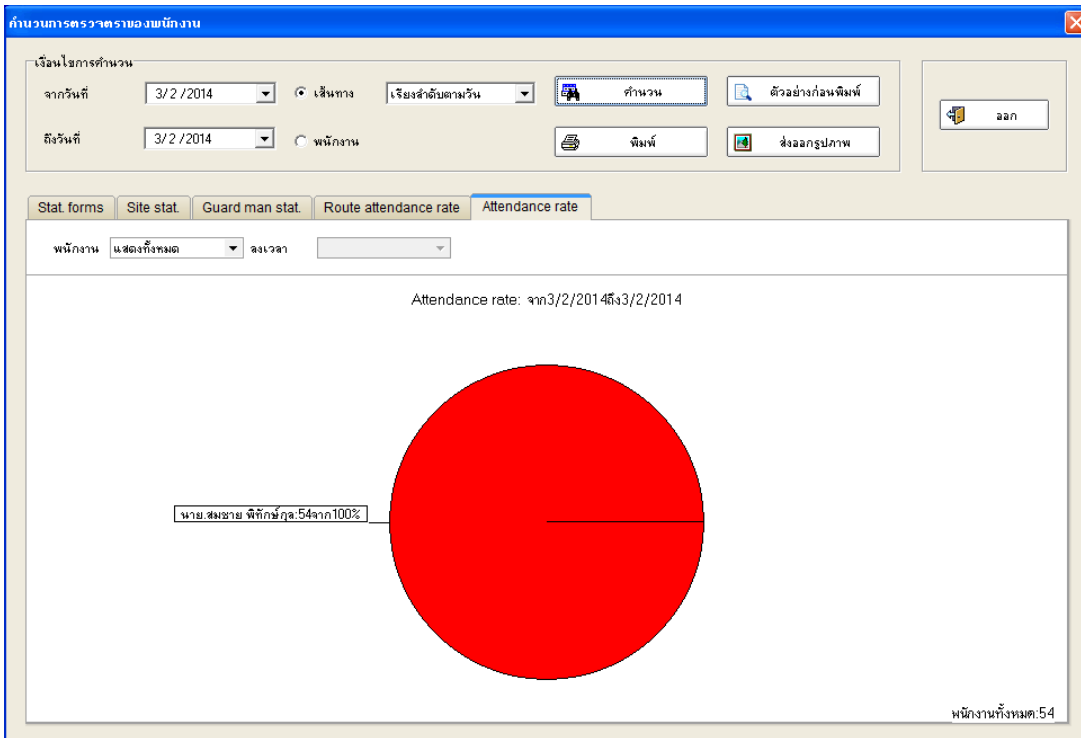 คำนวนการตรวจตราของพนักงาน
เงื่อนไขการคำนวน
จากวันที่ 3/ 2 /2014 เส้นทาง เรียงลำดับตามวัน คำนวน ตัวอย่างก่อนพิมพ์
ออก
ถึงวันที่ 3/ 2 /2014 พนักงาน พิมพ์ ส่งออกรูปภาพ
Stat. forms Site stat. Guard man stat. Route attendance rate Attendance rate
พนักงาน แสดงทั้งหมด ลงเวลา
Attendance rate: จาก3/2/2014ถึง3/2/2014
นาย.สมชาย พิทักษ์กุล:54จาก100%
พนักงานทั้งหมด:54